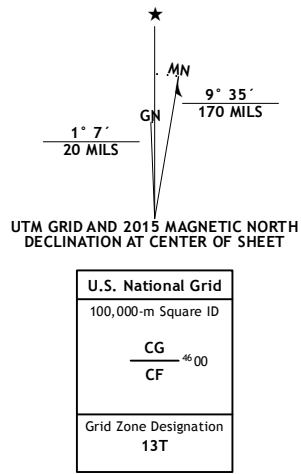 MN
GN
9° 35´
170 MILS
1° 7´
20 MILS
UTM GRID AND 2015 MAGNETIC NORTH
DECLINATION AT CENTER OF SHEET
U.S. National Grid
100,000-m Square ID
CG
46 00
CF
Grid Zone Designation
13T